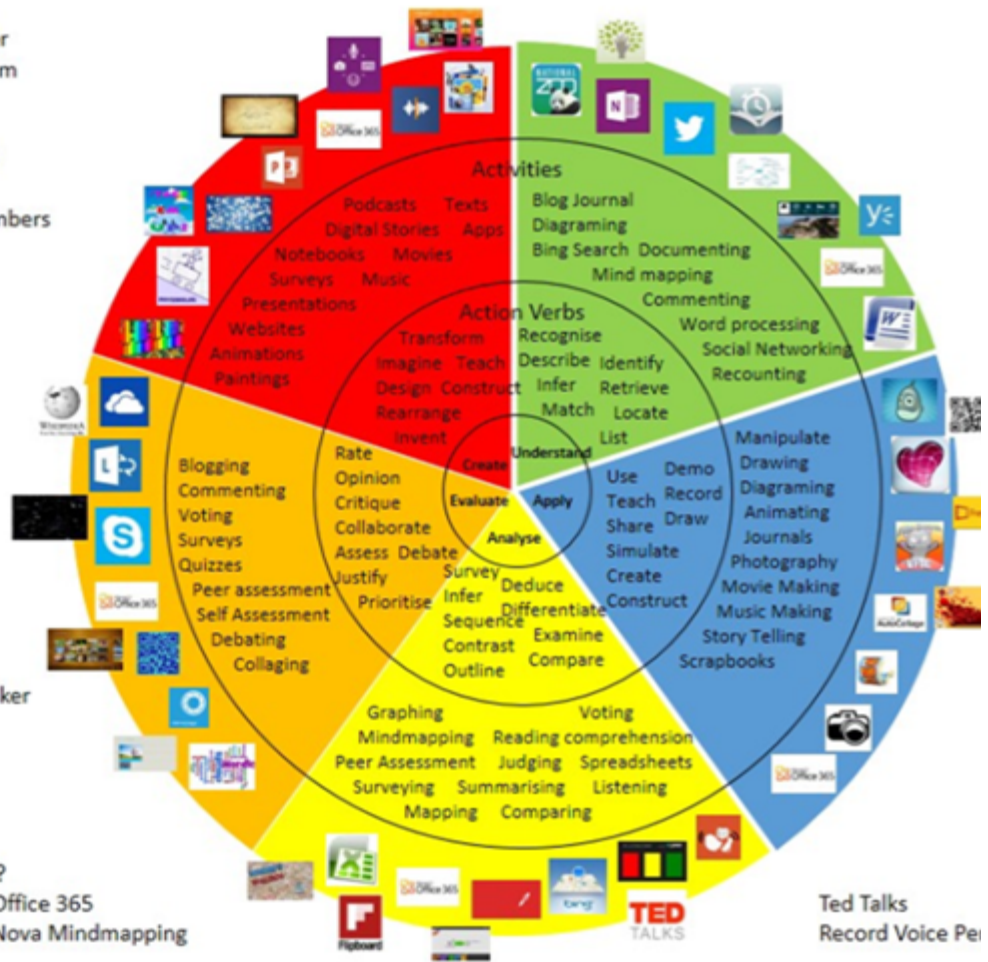 r
m
nbers
ker
?
Office 365
Nova Mindmapping
Ted Talks
Record Voice Pe
Activities
Podcasts Texts
Digital Stories Apps
Notebooks Movies
Surveys Music
Presentations
Websites
Animations
Paintings
Blog Journal
Diagraming
Bing Search Documenting
Mind mapping
Commenting
Word processing
Social Networking
Recounting
Action Verbs
Transform
Imagine Teach
Design Construct
Rearrange
Invent
Recognise
Describe Identify
Infer Retrieve
Match Locate
List
Create
Understand
Evaluate
Apply
Analyse
Rate
Opinion
Critique
Collaborate
Assess Debate
Justify
Prioritise
Blogging
Commenting
Voting
Surveys
Quizzes
Peer assessment
Self Assessment
Debating
Collaging
Use Demo
Teach Record
Share Draw
Simulate
Create
Construct
Manipulate
Drawing
Diagraming
Animating
Journals
Photography
Movie Making
Music Making
Story Telling
Scrapbooks
Survey Deduce
Infer Differentiate
Sequence
Contrast Examine
Outline Compare
Graphing Voting
Mindmapping Reading comprehension
Peer Assessment Judging Spreadsheets
Surveying Summarising Listening
Mapping Comparing
NATIONAL
ZOO
Office 365
Office 365
Office 365
Office 365
Office 365
WIKIPEDIA
AutoCollage
Flipboard
bing
TED
TALKS